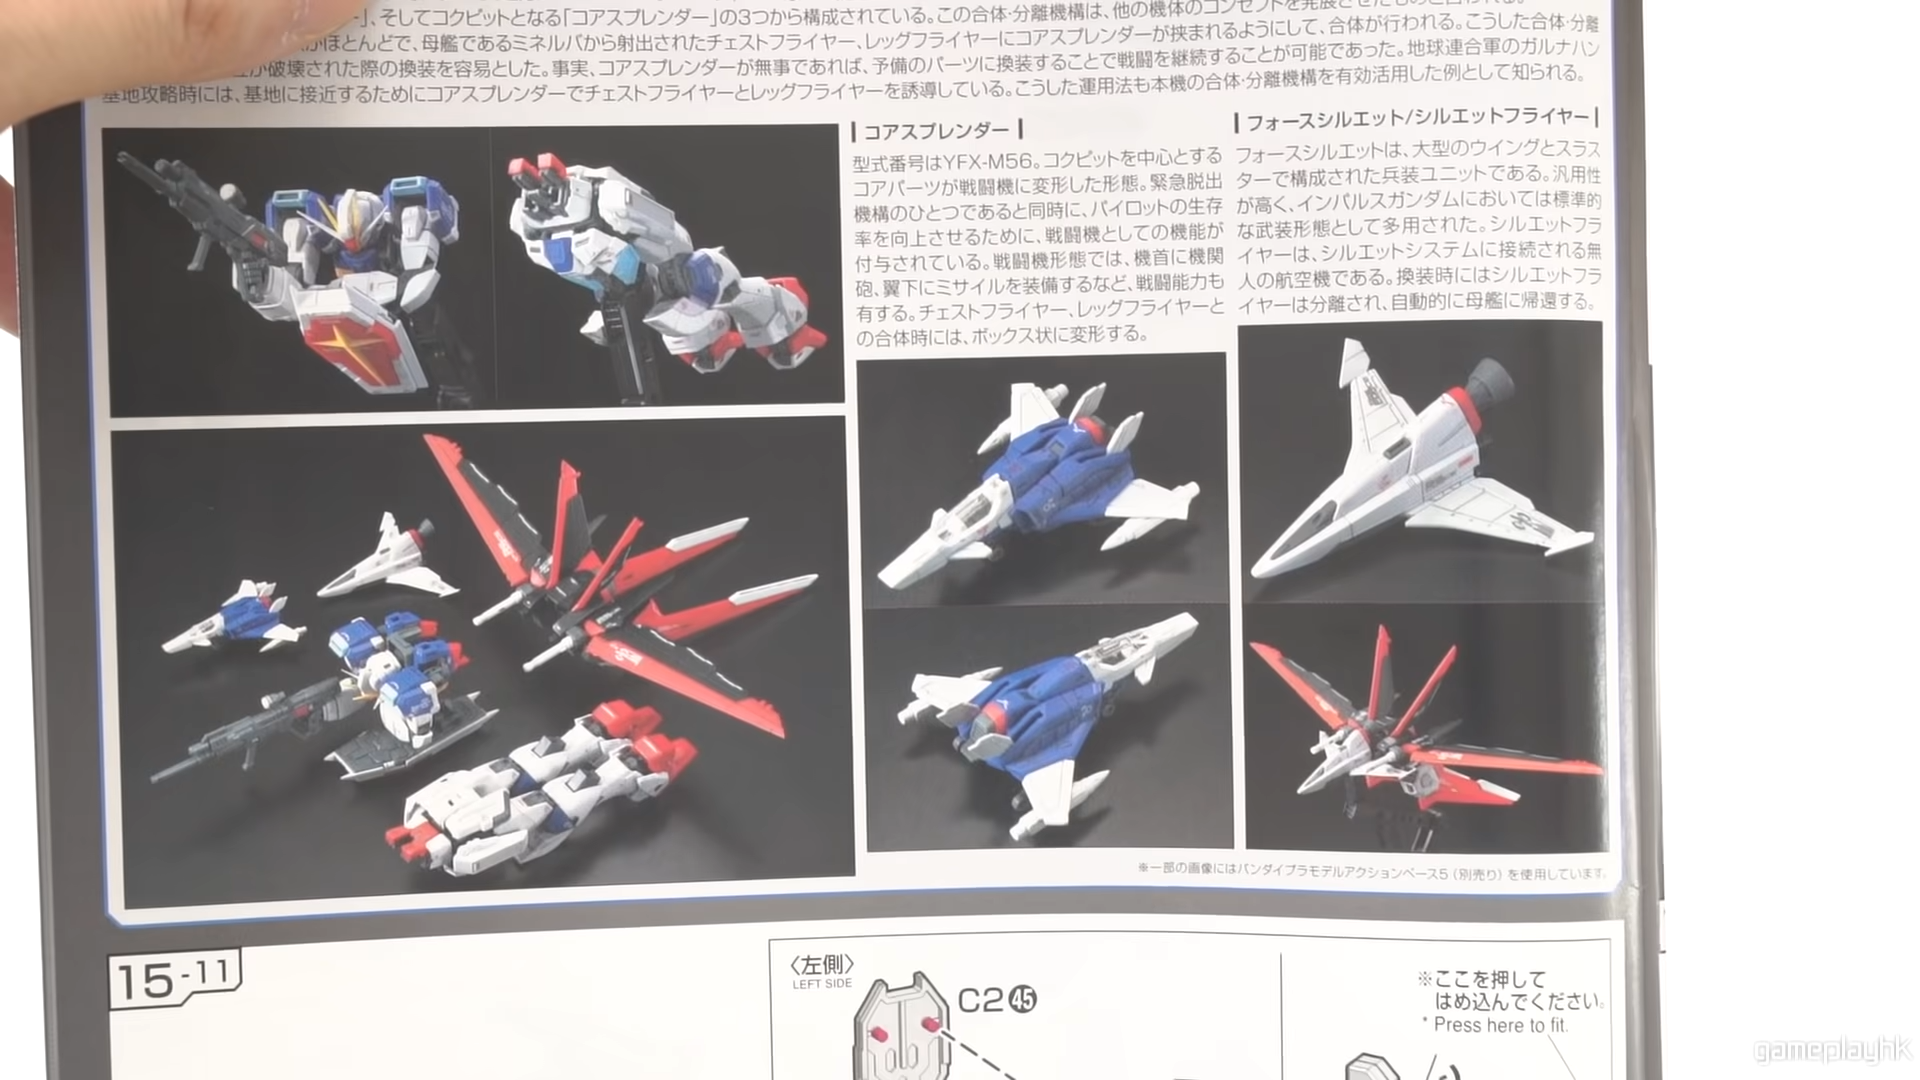 」、そしてコクピットとなる「コアスプレンダー」の3つから構成されている。この合体・分離機構は、他の機体のコンセプトを発展させたものと言われる。
がほとんどで、母艦であるミネルバから射出されたチェストフライヤー、レッグフライヤーにコアスプレンダーが挟まれるようにして、合体が行われる。こうした合体・分離
が破壊された際の換装を容易とした。事実、コアスプレンダーが無事であれば、予備のパーツに換装することで戦闘を継続することが可能であった。地球連合軍のガルナハン
基地攻略時には、基地に接近するためにコアスプレンダーでチェストフライヤーとレッグフライヤーを誘導している。こうした運用法も本機の合体・分離機構を有効活用した例として知られる。
コアスプレンダー
型式番号はYFX-M56。コクピットを中心とする
コアパーツが戦闘機に変形した形態。緊急脱出
機構のひとつであると同時に、パイロットの生存
率を向上させるために、戦闘機としての機能が
付与されている。戦闘機形態では、機首に機関
砲、翼下にミサイルを装備するなど、戦闘能力も
有する。チェストフライヤー、レッグフライヤーと
の合体時には、ボックス状に変形する。
フォースシルエット/シルエットフライヤー
フォースシルエットは、大型のウイングとスラス
ターで構成された兵装ユニットである。汎用性
が高く、インパルスガンダムにおいては標準的
な武装形態として多用された。シルエットフラ
イヤーは、シルエットシステムに接続される無
人の航空機である。換装時にはシルエットフラ
イヤーは分離され、自動的に母艦に帰還する。
※一部の画像にはバンダイプラモデルアクションベース5(別売り)を使用しています。
15-11
〈左側〉
LEFT SIDE
C2㊺
※ここを押して
はめ込んでください。
* Press here to fit.
gameplayhk